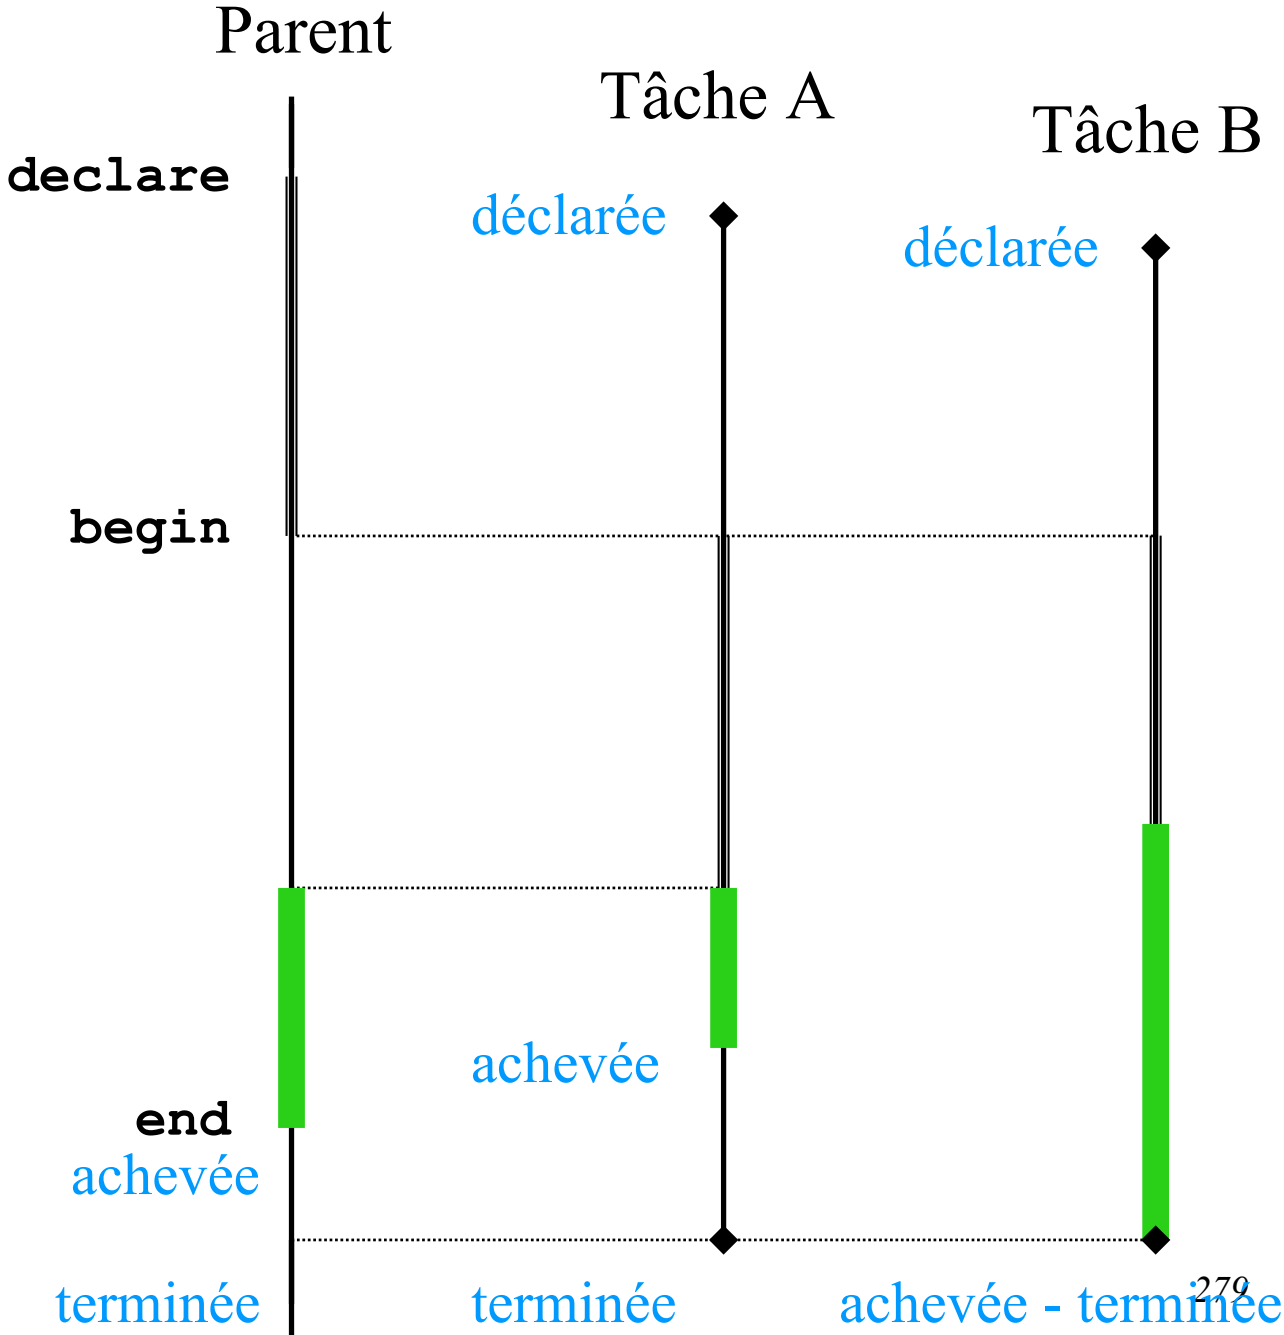 Parent
Tâche A
Tâche B
declare
déclarée
déclarée
begin
achevée
end
achevée
279
terminée
terminée
achevée - terminée